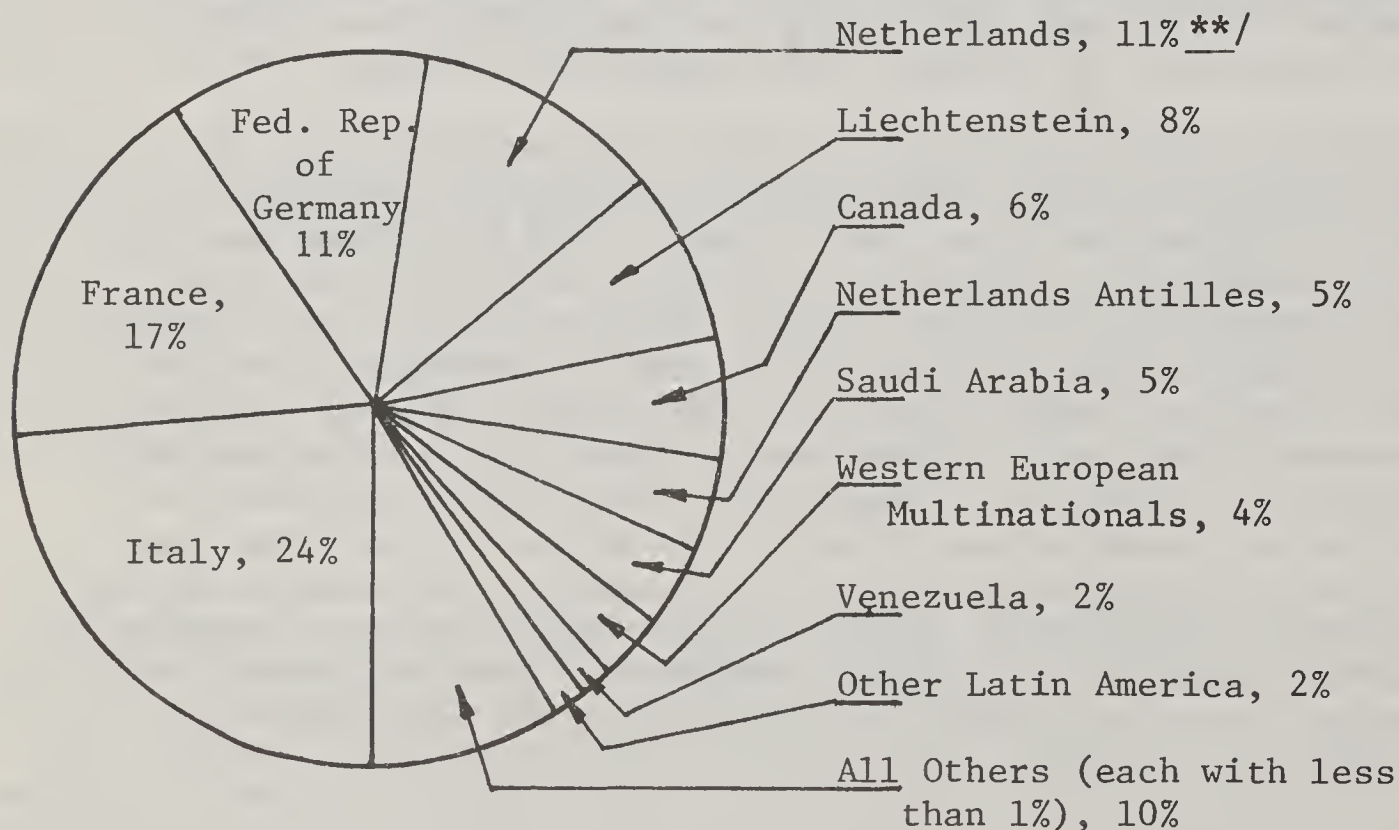 Netherlands, 11% **/
Liechtenstein, 8%
Canada, 6%
Netherlands Antilles, 5%
Saudi Arabia, 5%
Western European
Multinationals, 4%
Venezuela, 2%
Other Latin America, 2%
All Others (each with less
than 1%), 10%
Fed. Rep.
of
Germany
11%
France,
17%
Italy, 24%